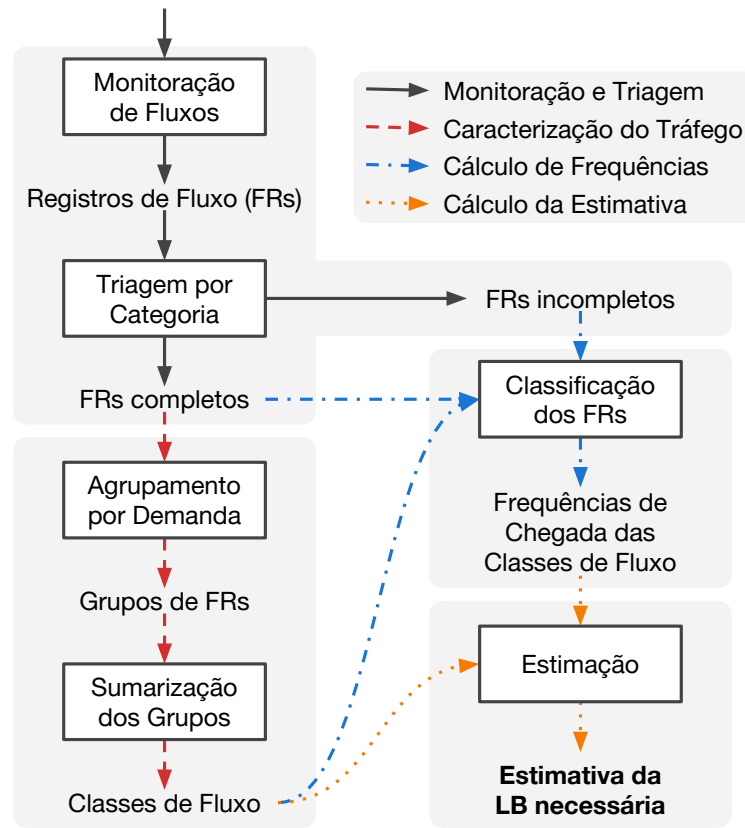 Monitoração
de Fluxos
Registros de Fluxo (FRs)
Triagem por
Categoria
FRs completos
Agrupamento
por Demanda
Grupos de FRs
Sumarização
dos Grupos
Classes de Fluxo
Monitoração e Triagem
Caracterização do Tráfego
Cálculo de Frequências
Cálculo da Estimativa
FRs incompletos
Classificação
dos FRs
Frequências de
Chegada das
Classes de Fluxo
Estimação
Estimativa da
LB necessária